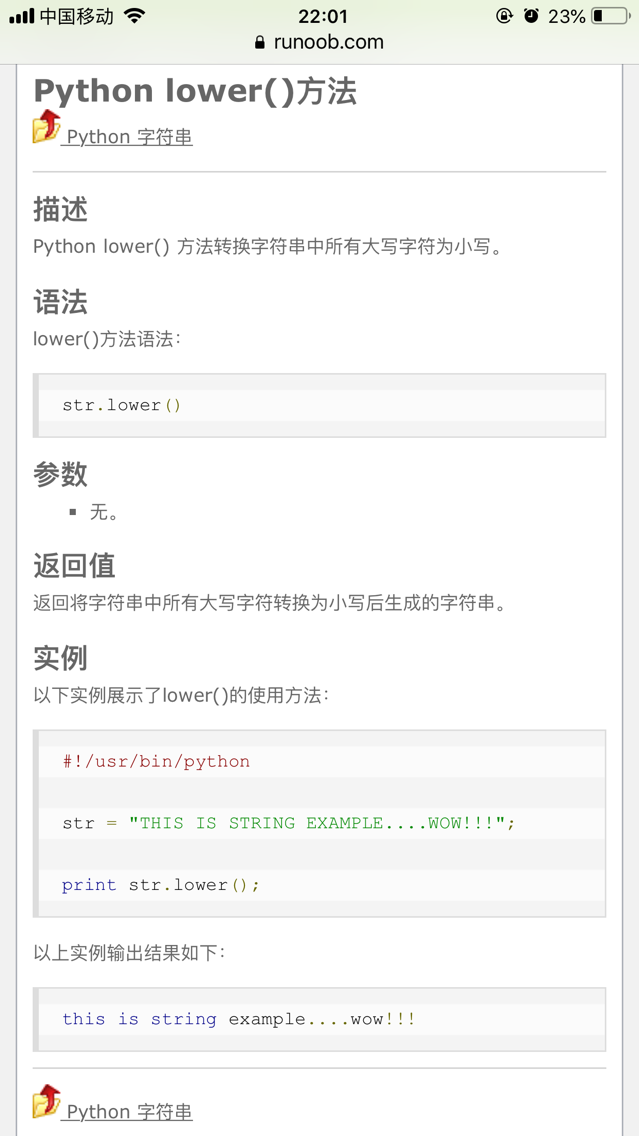 中国移动 22:01 23%
runoob.com
Python lower()方法
Python 字符串
描述
Python lower() 方法转换字符串中所有大写字符为小写。
语法
lower()方法语法：
str.lower()
参数
无。
返回值
返回将字符串中所有大写字符转换为小写后生成的字符串。
实例
以下实例展示了lower()的使用方法：
#!/usr/bin/python
str = "THIS IS STRING EXAMPLE....WOW!!!";
print str.lower();
以上实例输出结果如下：
this is string example....wow!!!
Python 字符串